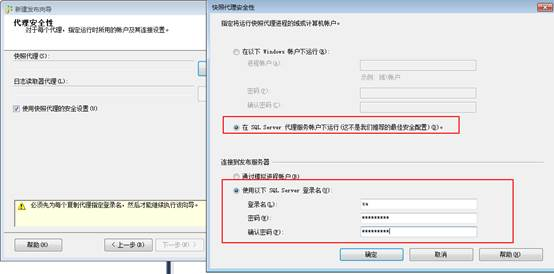 新建发布向导
代理安全性
对于每个代理，指定运行时所用的帐户及其连接设置。
快照代理(S):
日志读取器代理(L):
使用快照代理的安全设置(U)
必须先为每个复制代理指定登录名，然后才能继续执行该向导。
帮助(H)
< 上一步(B)
下一步(N) >
快照代理安全性
指定将运行快照代理进程的域或计算机帐户。
在以下 Windows 帐户下运行(R):
进程帐户(A):
示例: 域\帐户
密码(P):
确认密码(C):
在 SQL Server 代理服务帐户下运行(这不是我们推荐的最佳安全配置)(Q)。
连接到发布服务器
通过模拟进程帐户(B)
使用以下 SQL Server 登录名(U):
登录名(L):
sa
密码(W):
*********
确认密码(M):
*********
确定
取消
帮助(H)